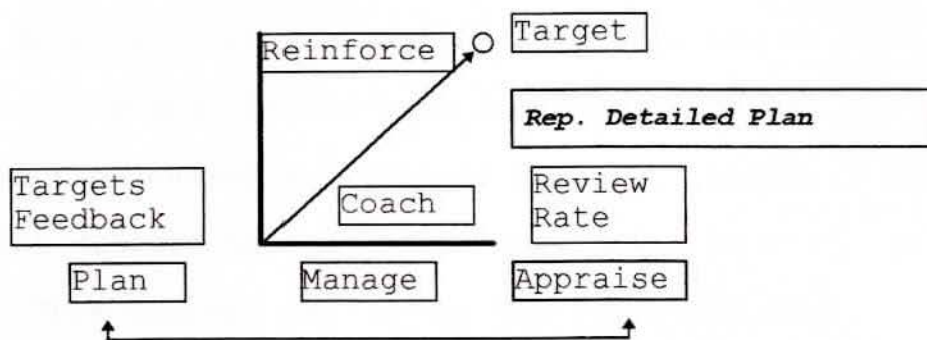 Reinforce
Target
Rep. Detailed Plan
Targets
Feedback
Coach
Review
Rate
Plan
Manage
Appraise